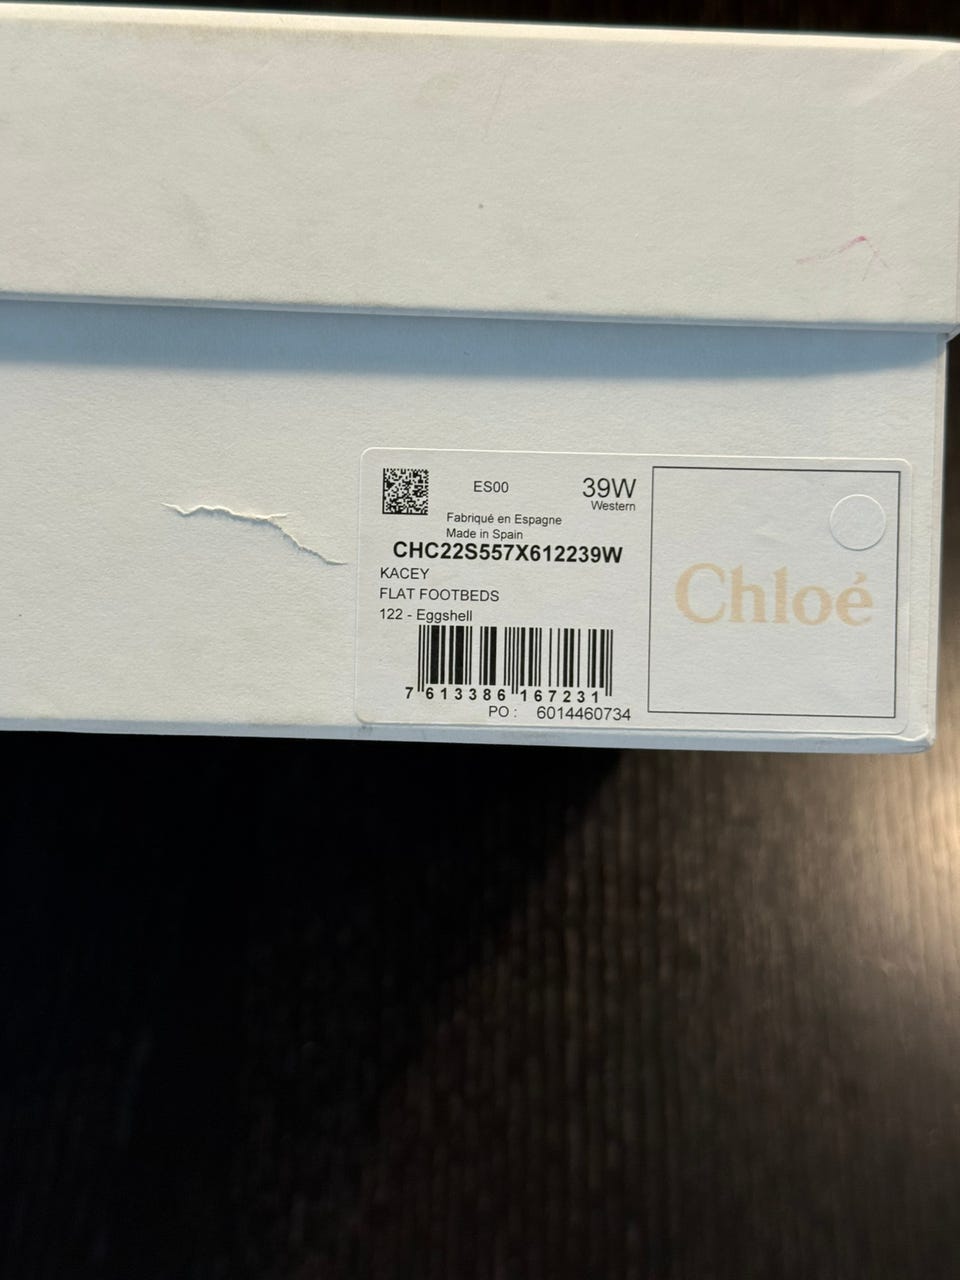 ES00
39W
Western
Fabriqué en Espagne
Made in Spain
CHC22S557X612239W
KACEY
FLAT FOOTBEDS
122 - Eggshell
7 613386 167231
PO : 6014460734
Chloé